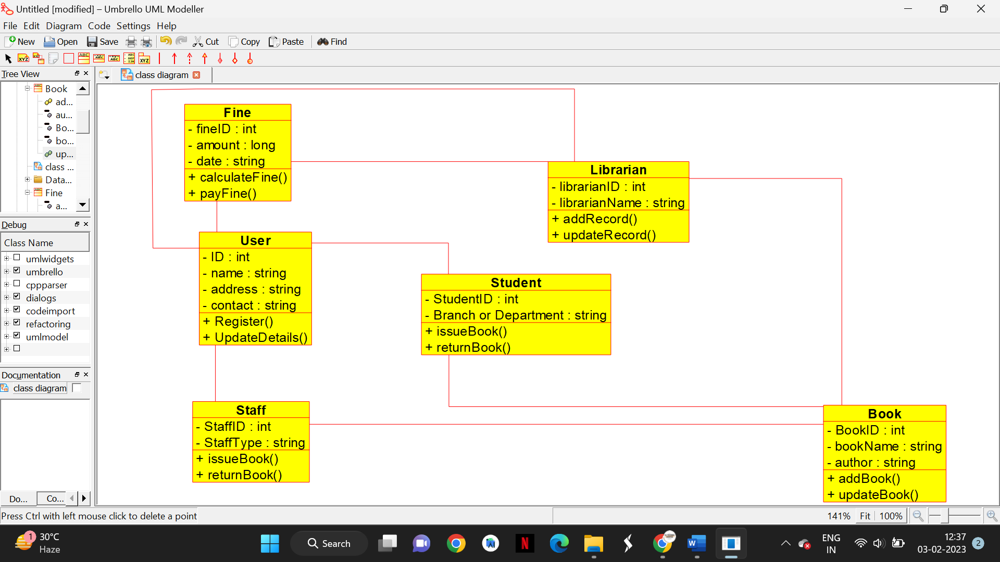 Untitled [modified] – Umbrello UML Modeller
File Edit Diagram Code Settings Help
New Open Save Cut Copy Paste Find
Tree View
class diagram
Book
ad...
au...
Bo...
bo...
up...
class ...
Data...
Fine
a...
Debug
Class Name
umlwidgets
umbrello
cppparser
dialogs
codeimport
refactoring
umlmodel
Documentation
class diagram
Do...
Co...
Fine
- fineID : int
- amount : long
- date : string
+ calculateFine()
+ payFine()
Librarian
- librarianID : int
- librarianName : string
+ addRecord()
+ updateRecord()
User
- ID : int
- name : string
- address : string
- contact : string
+ Register()
+ UpdateDetails()
Student
- StudentID : int
- Branch or Department : string
+ issueBook()
+ returnBook()
Staff
- StaffID : int
- StaffType : string
+ issueBook()
+ returnBook()
Book
- BookID : int
- bookName : string
- author : string
+ addBook()
+ updateBook()
Press Ctrl with left mouse click to delete a point
141% Fit 100%
1
30°C
Haze
Search
N
W
ENG
IN
12:37
03-02-2023
2